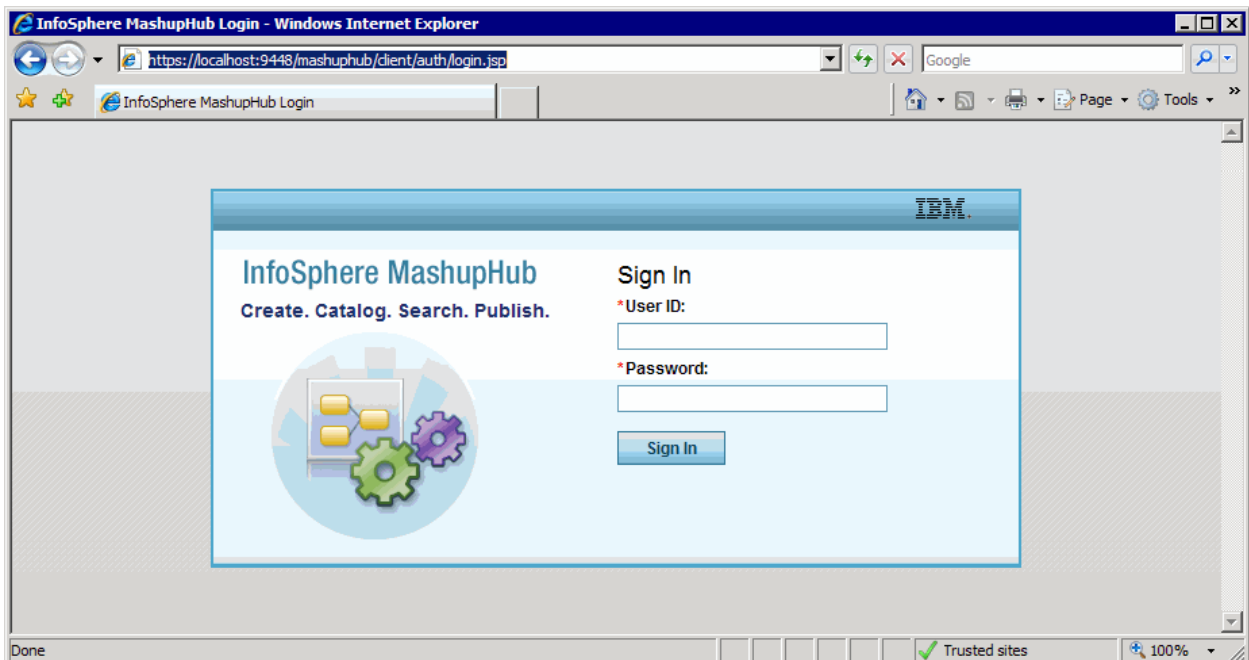 InfoSphere MashupHub Login - Windows Internet Explorer
https://localhost:9448/mashuphub/client/auth/login.jsp
Google
InfoSphere MashupHub Login
Page
Tools
IBM.
InfoSphere MashupHub
Create. Catalog. Search. Publish.
Sign In
*User ID:
*Password:
Sign In
Done
Trusted sites
100%